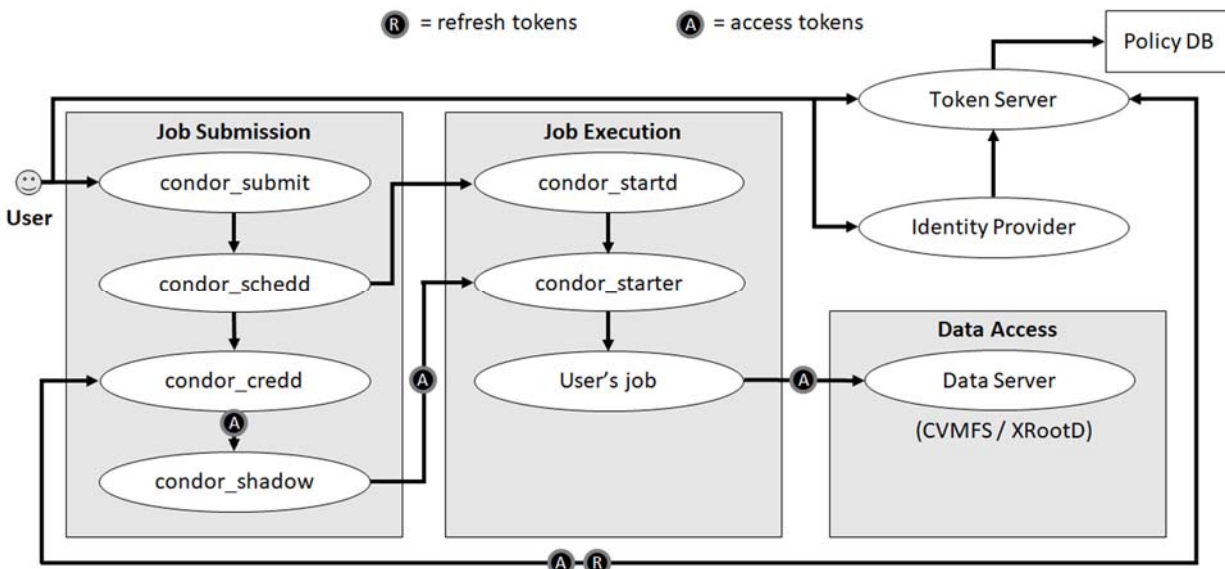 R = refresh tokens
A = access tokens
Policy DB
Token Server
Job Submission
Job Execution
condor_submit
condor_startd
User
Identity Provider
condor_schedd
condor_starter
Data Access
condor_credd
A
User's job
A
Data Server
A
(CVMFS / XRootD)
condor_shadow
A
R